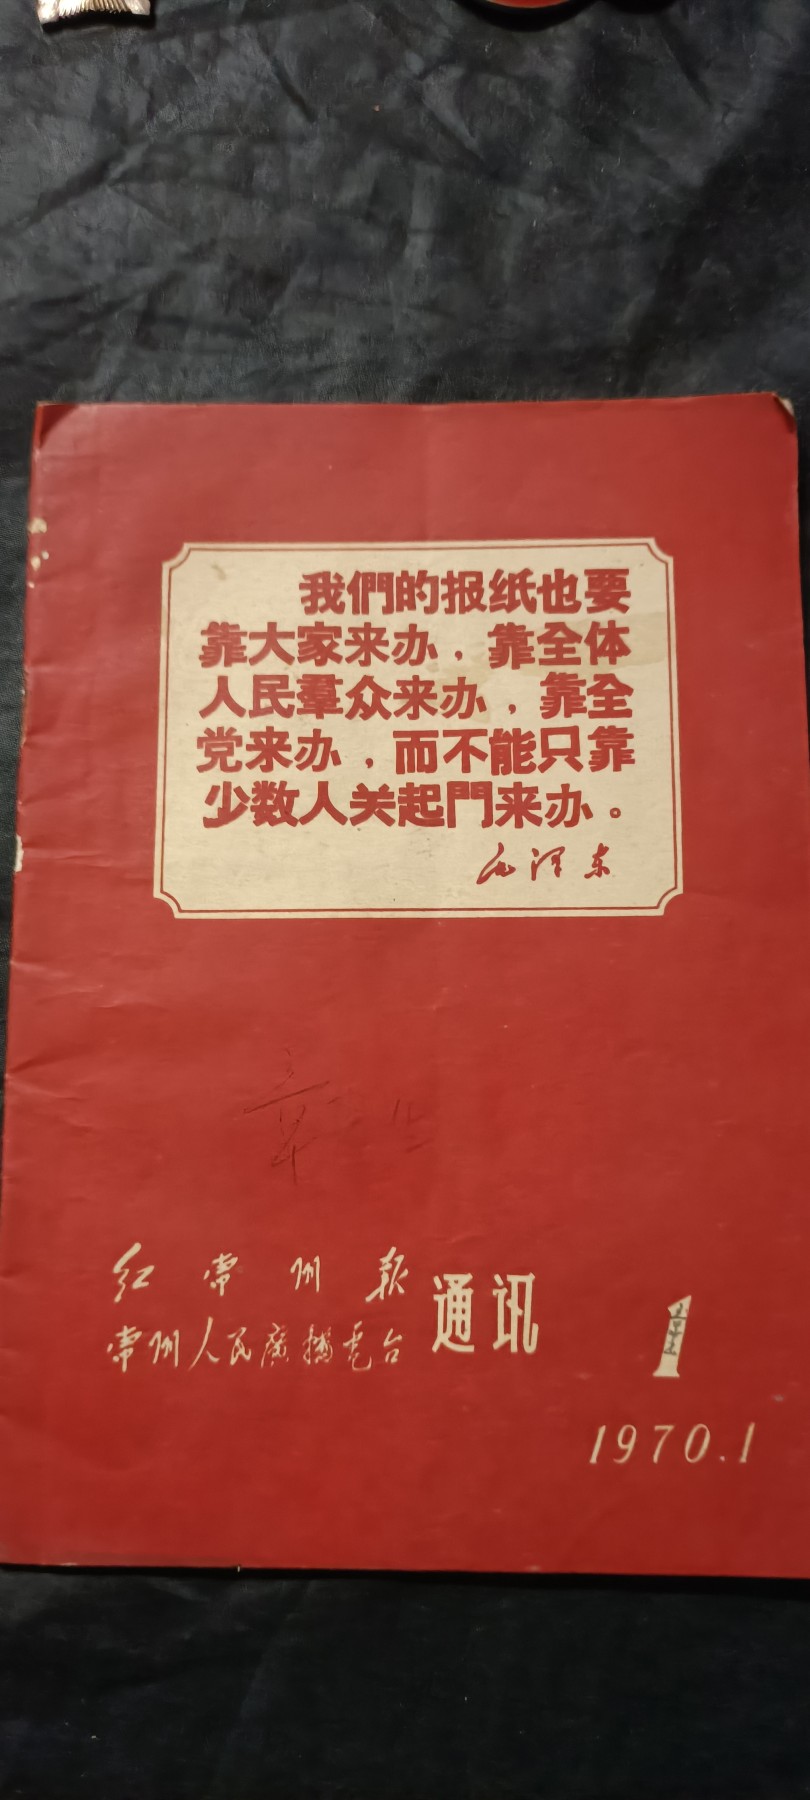 我們的报纸也要
靠大家来办，靠全体
人民羣众来办，靠全
党来办，而不能只靠
少数人关起門来办。
毛泽东
章
红常州报
常州人民廣播電台
通讯
1
1970.1